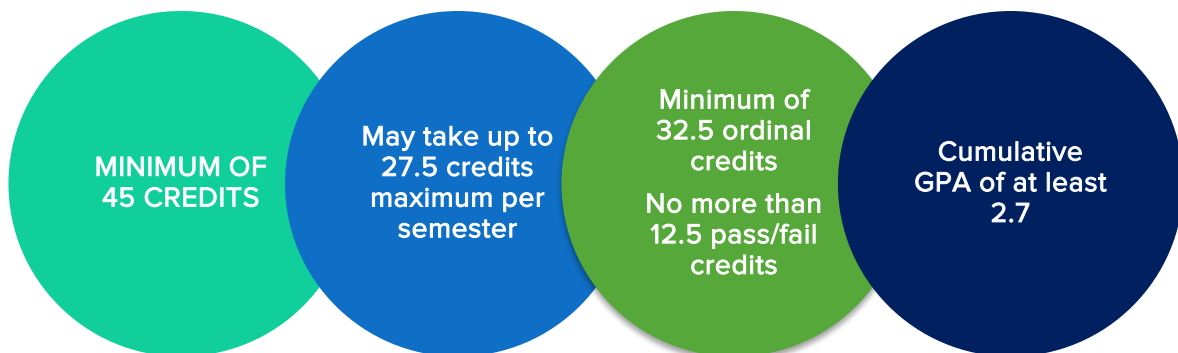 MINIMUM OF
45 CREDITS
May take up to
27.5 credits
maximum per
semester
Minimum of
32.5 ordinal
credits
No more than
12.5 pass/fail
credits
Cumulative
GPA of at least
2.7